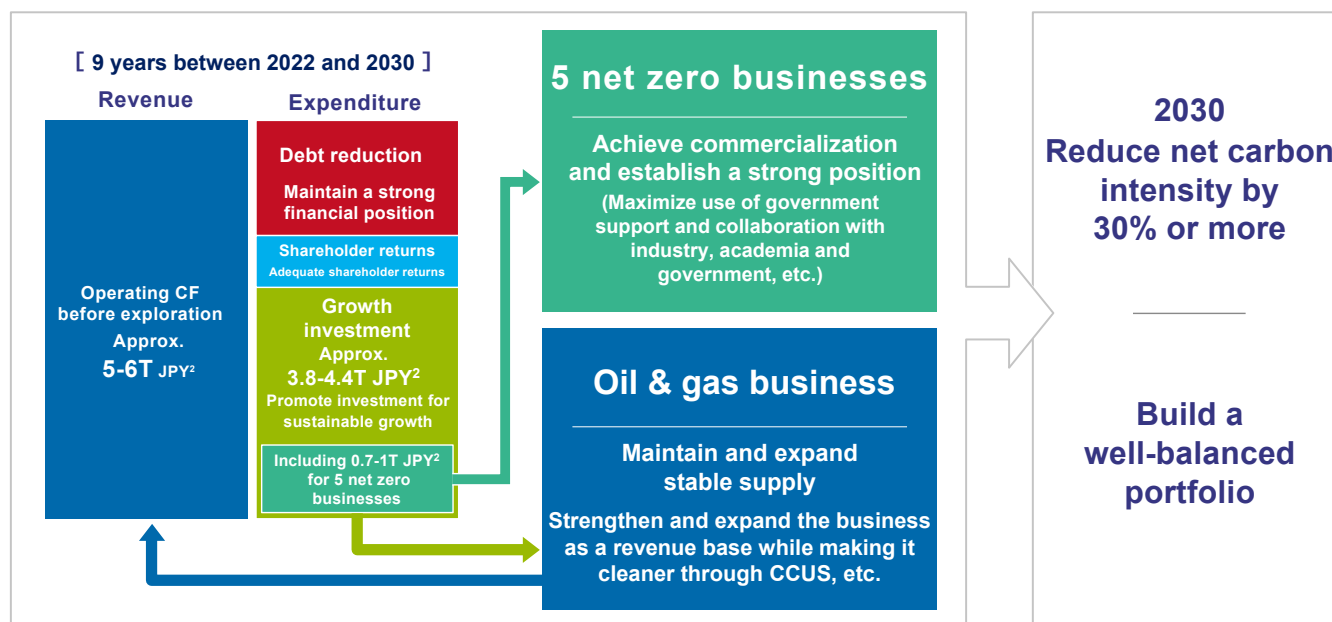 [ 9 years between 2022 and 2030 ]
Revenue
Expenditure
Operating CF
before exploration
Approx.
5-6T JPY²
Debt reduction
Maintain a strong
financial position
Shareholder returns
Adequate shareholder returns
Growth
investment
Approx.
3.8-4.4T JPY²
Promote investment for
sustainable growth
Including 0.7-1T JPY²
for 5 net zero
businesses
5 net zero businesses
Achieve commercialization
and establish a strong position
(Maximize use of government
support and collaboration with
industry, academia and
government, etc.)
Oil & gas business
Maintain and expand
stable supply
Strengthen and expand the business
as a revenue base while making it
cleaner through CCUS, etc.
2030
Reduce net carbon
intensity by
30% or more
Build a
well-balanced
portfolio